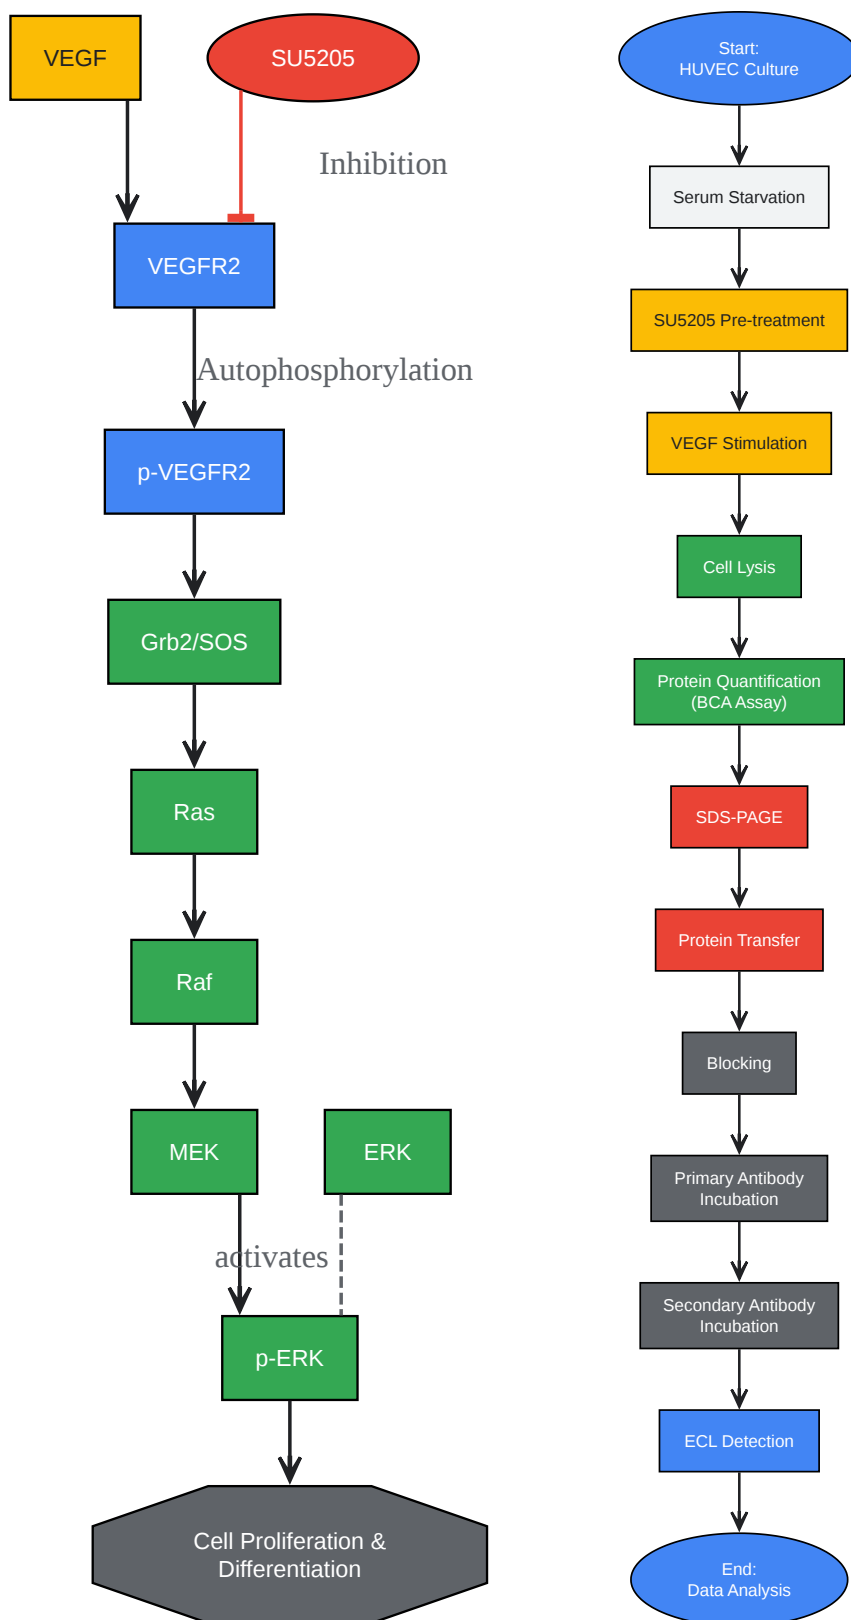 VEGF
SU5205
Inhibition
VEGFR2
Autophosphorylation
p-VEGFR2
Grb2/SOS
Ras
Raf
MEK
ERK
activates
p-ERK
Cell Proliferation &
Differentiation
Start:
HUVEC Culture
Serum Starvation
SU5205 Pre-treatment
VEGF Stimulation
Cell Lysis
Protein Quantification
(BCA Assay)
SDS-PAGE
Protein Transfer
Blocking
Primary Antibody
Incubation
Secondary Antibody
Incubation
ECL Detection
End:
Data Analysis